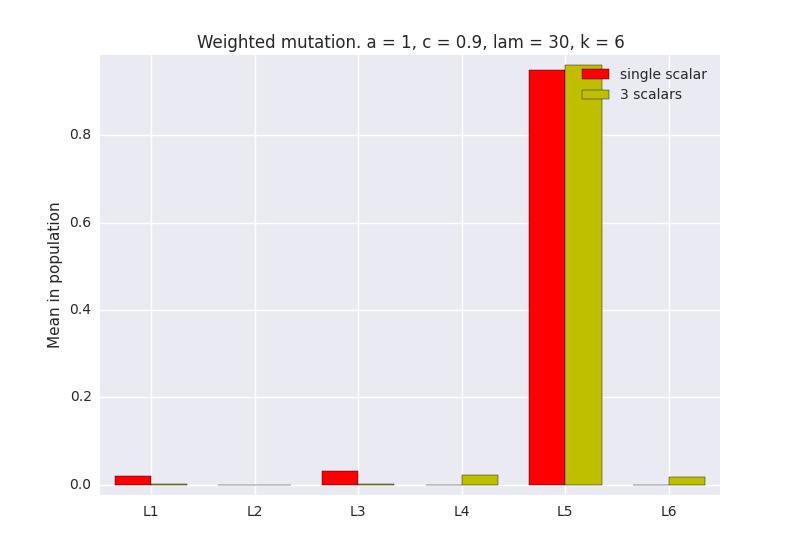 Weighted mutation. a = 1, c = 0.9, lam = 30, k = 6
single scalar
3 scalars
Mean in population
0.8
0.6
0.4
0.2
0.0
L1 L2 L3 L4 L5 L6